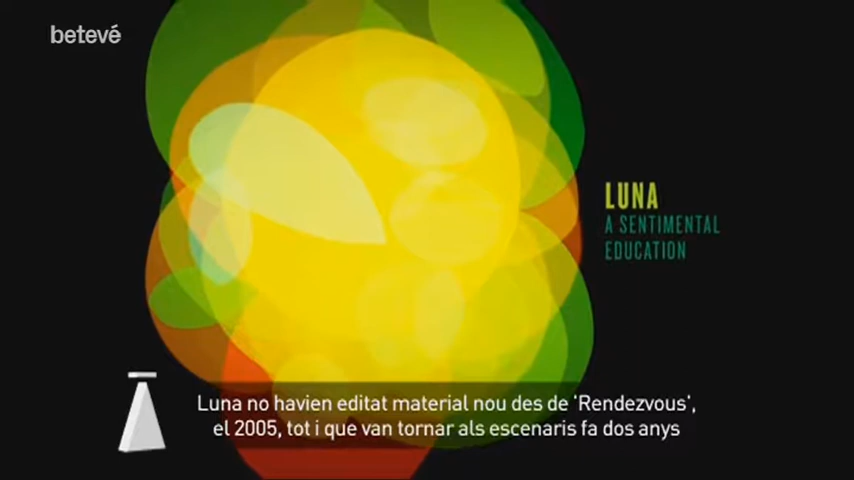 betevé
LUNA
A SENTIMENTAL
EDUCATION
Luna no havien editat material nou des de 'Rendezvous',
el 2005, tot i que van tornar als escenaris fa dos anys